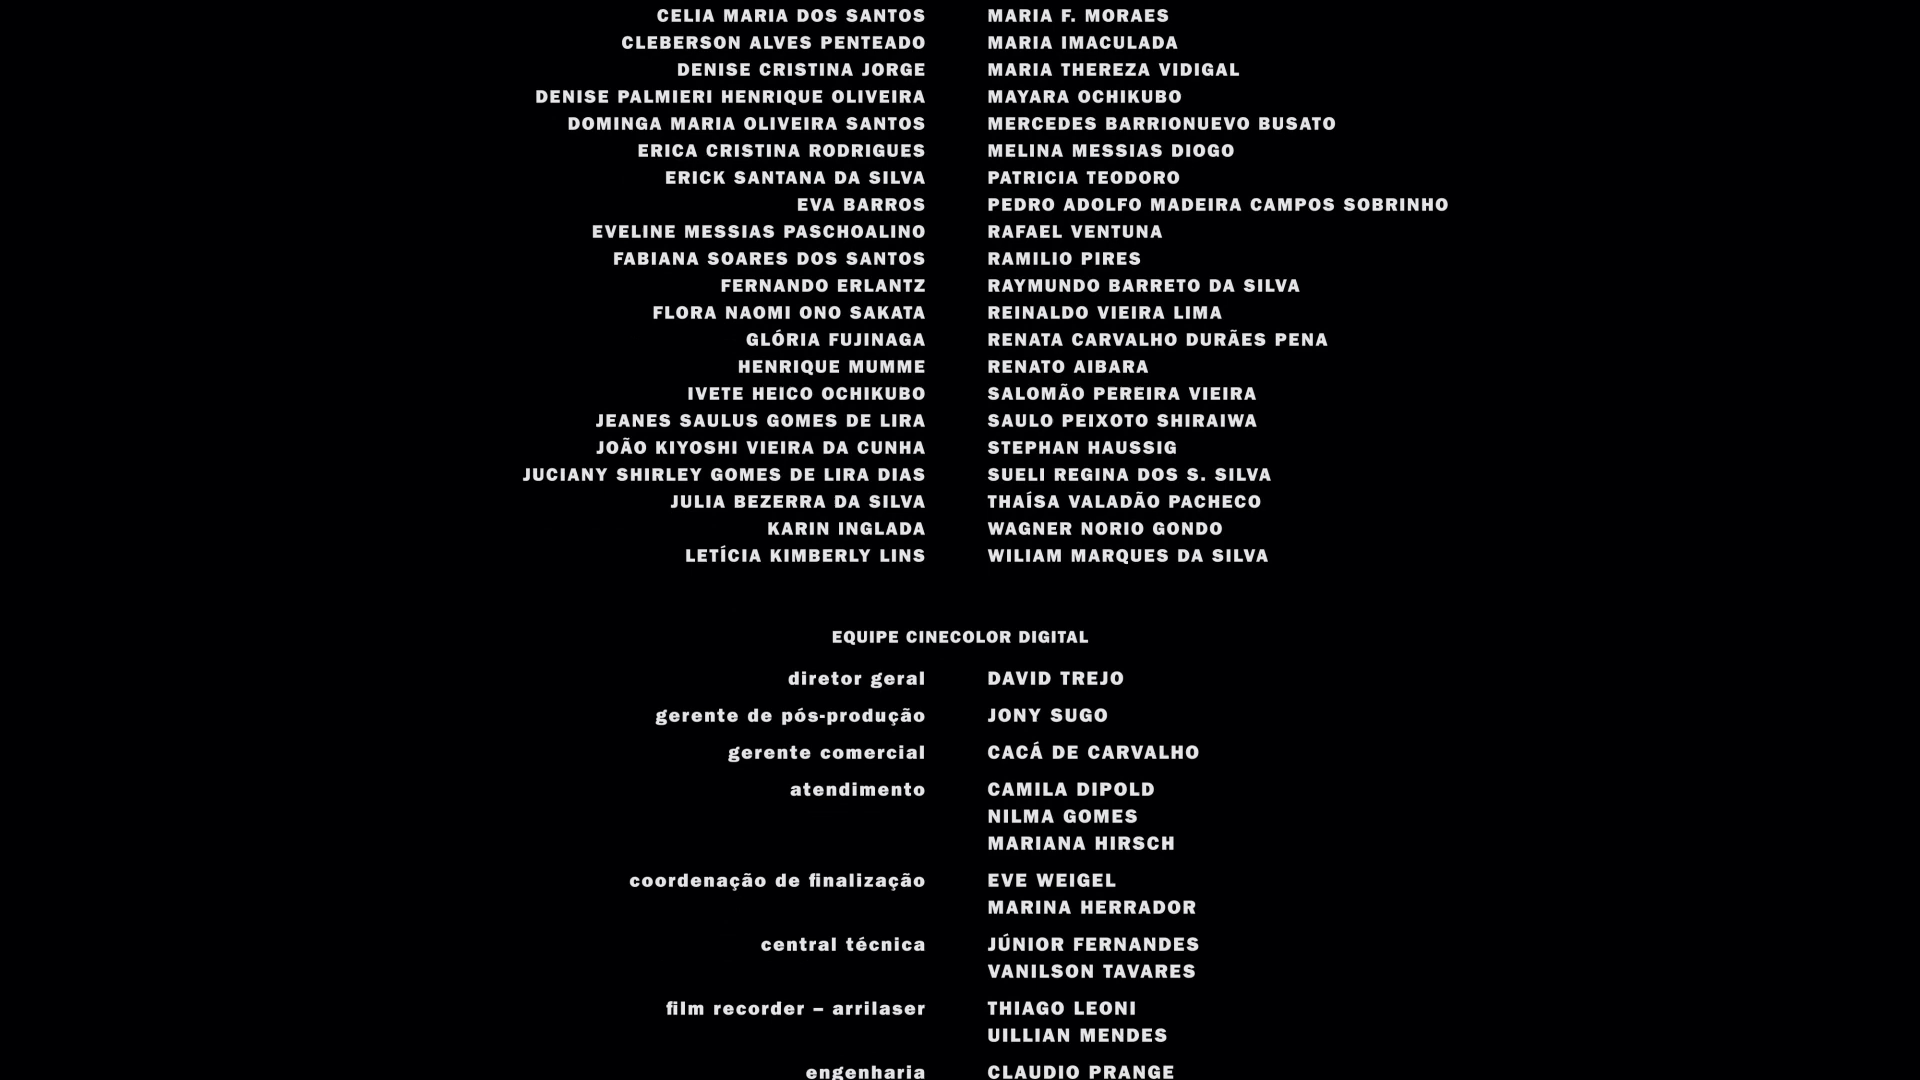 CELIA MARIA DOS SANTOS MARIA F. MORAES
CLEBERSON ALVES PENTEADO MARIA IMACULADA
DENISE CRISTINA JORGE MARIA THEREZA VIDIGAL
DENISE PALMIERI HENRIQUE OLIVEIRA MAYARA OCHIKUBO
DOMINGA MARIA OLIVEIRA SANTOS MERCEDES BARRIONUEVO BUSATO
ERICA CRISTINA RODRIGUES MELINA MESSIAS DIOGO
ERICK SANTANA DA SILVA PATRICIA TEODORO
EVA BARROS PEDRO ADOLFO MADEIRA CAMPOS SOBRINHO
EVELINE MESSIAS PASCHOALINO RAFAEL VENTUNA
FABIANA SOARES DOS SANTOS RAMILIO PIRES
FERNANDO ERLANTZ RAYMUNDO BARRETO DA SILVA
FLORA NAOMI ONO SAKATA REINALDO VIEIRA LIMA
GLÓRIA FUJINAGA RENATA CARVALHO DURÃES PENA
HENRIQUE MUMME RENATO AIBARA
IVETE HEICO OCHIKUBO SALOMÃO PEREIRA VIEIRA
JEANES SAULUS GOMES DE LIRA SAULO PEIXOTO SHIRAIWA
JOÃO KIYOSHI VIEIRA DA CUNHA STEPHAN HAUSSIG
JUCIANY SHIRLEY GOMES DE LIRA DIAS SUELI REGINA DOS S. SILVA
JULIA BEZERRA DA SILVA THAÍSA VALADÃO PACHECO
KARIN INGLADA WAGNER NORIO GONDO
LETÍCIA KIMBERLY LINS WILIAM MARQUES DA SILVA
EQUIPE CINECOLOR DIGITAL
diretor geral DAVID TREJO
gerente de pós-produção JONY SUGO
gerente comercial CACÁ DE CARVALHO
atendimento CAMILA DIPOLD
NILMA GOMES
MARIANA HIRSCH
coordenação de finalização EVE WEIGEL
MARINA HERRADOR
central técnica JÚNIOR FERNANDES
VANILSON TAVARES
film recorder – arrilaser THIAGO LEONI
UILLIAN MENDES
engenharia CLAUDIO PRANGE